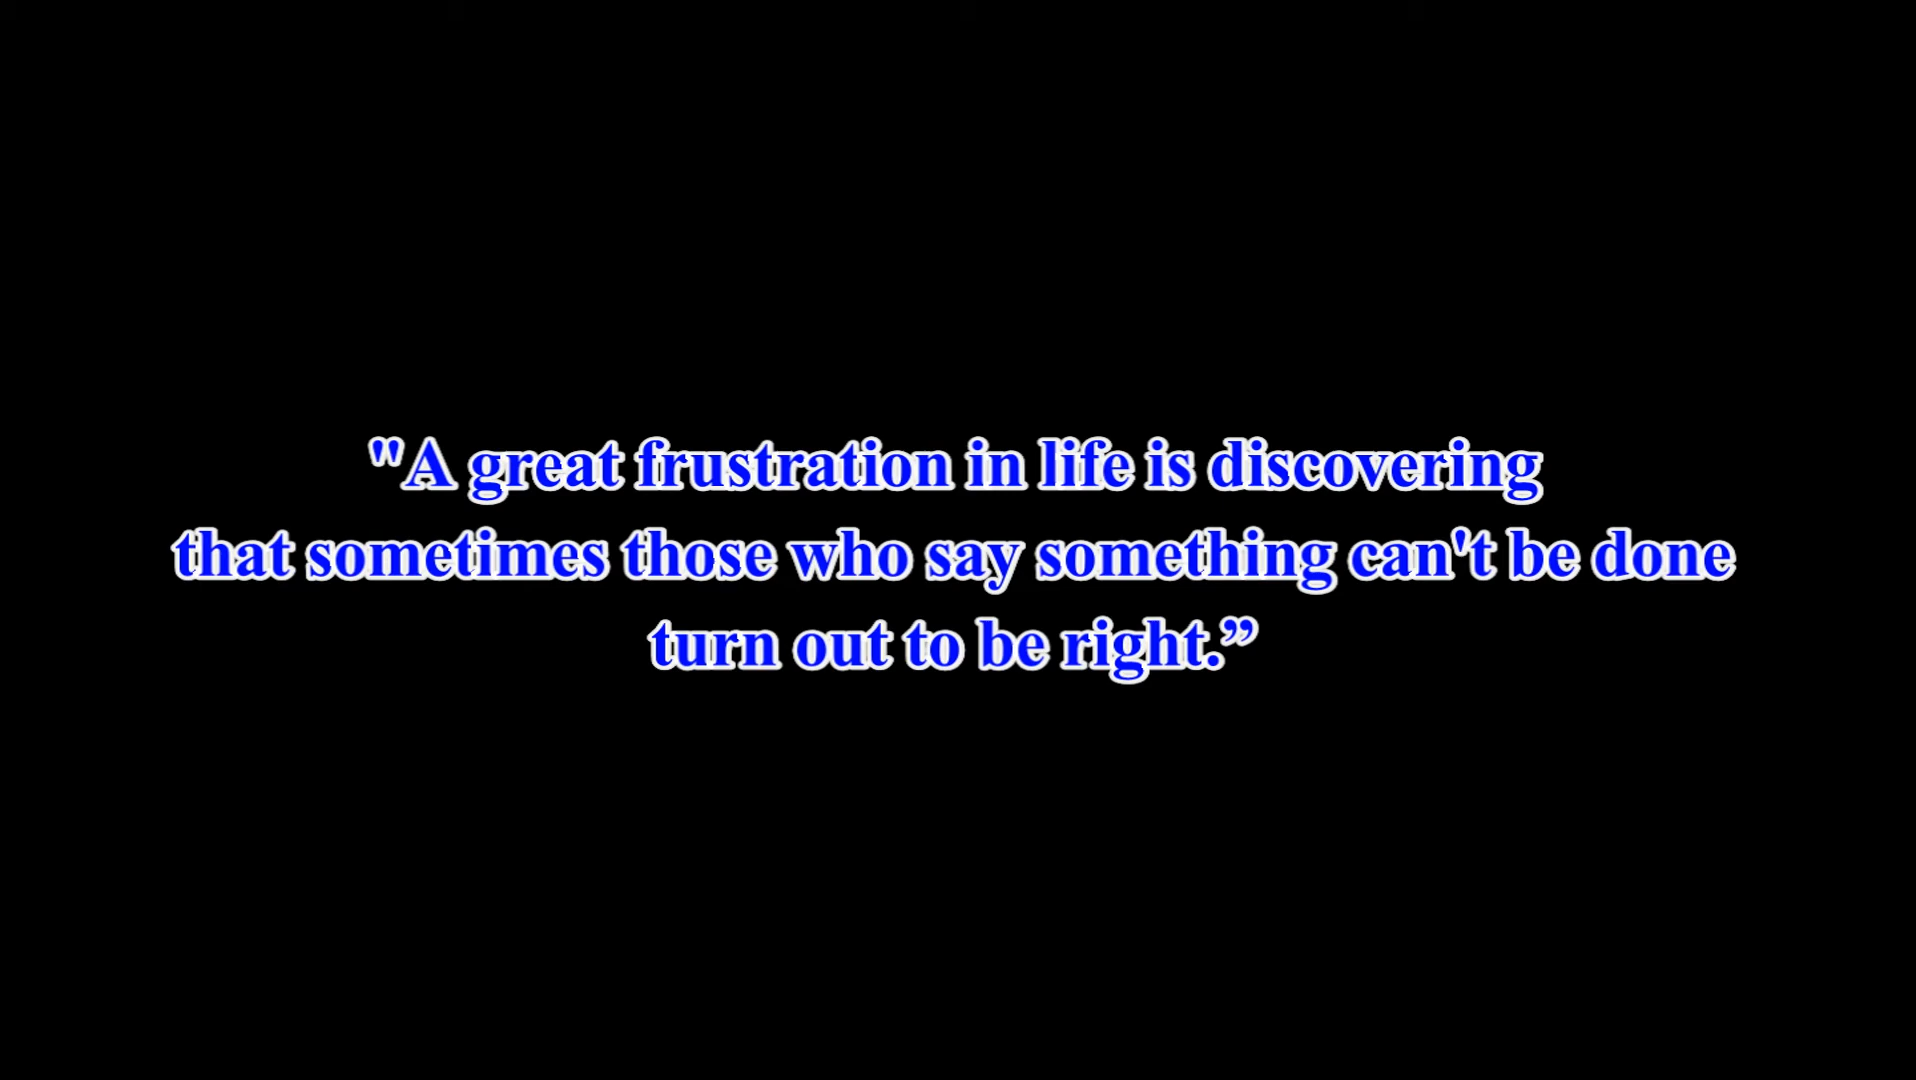 "A great frustration in life is discovering
that sometimes those who say something can't be done
turn out to be right.”